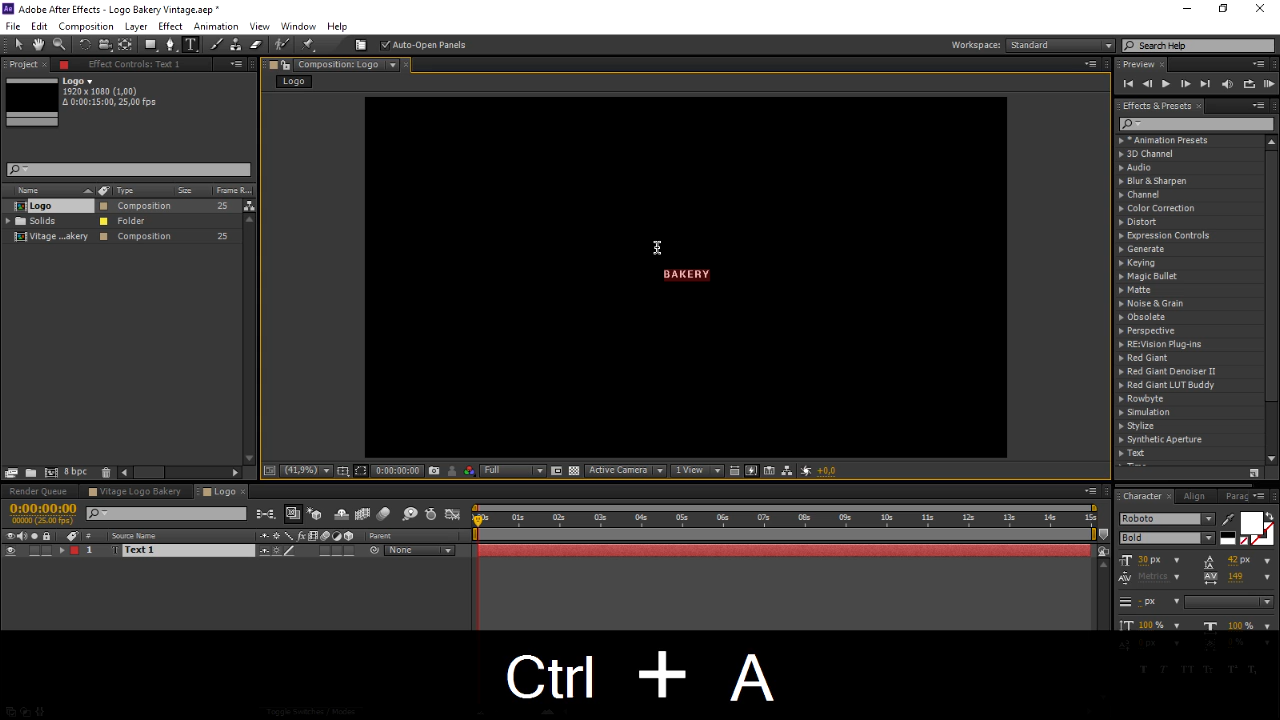 Adobe After Effects - Logo Bakery Vintage.aep *
File Edit Composition Layer Effect Animation View Window Help
Auto-Open Panels
Workspace: Standard
Search Help
Project
Effect Controls: Text 1
Logo
1920 x 1080 (1,00)
Δ 0:00:15:00, 25,00 fps
Name Type Size Frame R...
Logo Composition 25
Solids Folder
Vitage ...akery Composition 25
8 bpc
Composition: Logo
Logo
BAKERY
(41,9%) 0:00:00:00 Full Active Camera 1 View +0,0
Preview
Effects & Presets
* Animation Presets
3D Channel
Audio
Blur & Sharpen
Channel
Color Correction
Distort
Expression Controls
Generate
Keying
Magic Bullet
Matte
Noise & Grain
Obsolete
Perspective
RE:Vision Plug-ins
Red Giant
Red Giant Denoiser II
Red Giant LUT Buddy
Rowbyte
Simulation
Stylize
Synthetic Aperture
Text
Render Queue Vitage Logo Bakery Logo
0:00:00:00
00000 (25.00 fps)
# Source Name Parent
1 Text 1 None
01s 02s 03s 04s 05s 06s 07s 08s 09s 10s 11s 12s 13s 14s 15s
Character Align Parag
Roboto
Bold
30 px 42 px
Metrics 149
- px
100 % 100 %
Toggle Switches / Modes
Ctrl + A